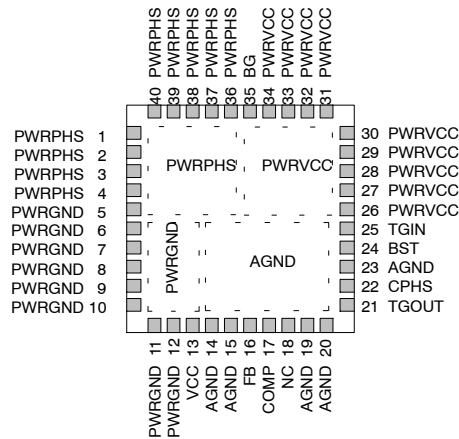 40 PWRPHS
39 PWRPHS
38 PWRPHS
37 PWRPHS
36 PWRPHS
35 BG
34 PWRVCC
33 PWRVCC
32 PWRVCC
31 PWRVCC
PWRPHS 1
PWRPHS 2
PWRPHS 3
PWRPHS 4
PWRGND 5
PWRGND 6
PWRGND 7
PWRGND 8
PWRGND 9
PWRGND 10
PWRPHS
PWRVCC
PWRGND
AGND
30 PWRVCC
29 PWRVCC
28 PWRVCC
27 PWRVCC
26 PWRVCC
25 TGIN
24 BST
23 AGND
22 CPHS
21 TGOUT
PWRGND 11
PWRGND 12
VCC 13
AGND 14
AGND 15
FB 16
COMP 17
NC 18
AGND 19
AGND 20